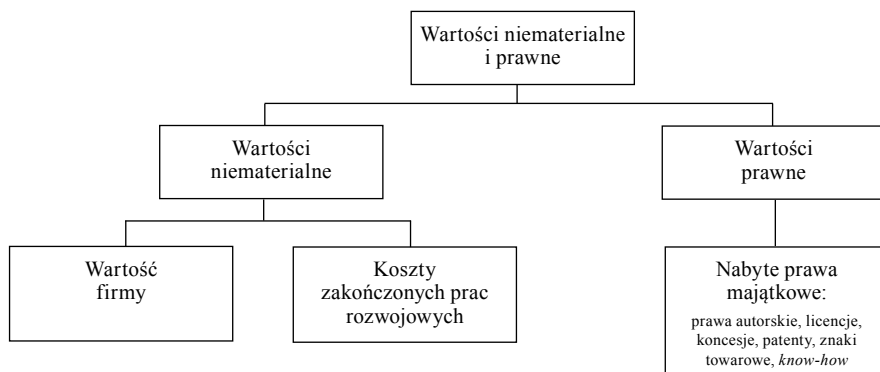 Wartości niematerialne
i prawne
Wartości
niematerialne
Wartości
prawne
Wartość
firmy
Koszty
zakończonych prac
rozwojowych
Nabyte prawa
majątkowe:
prawa autorskie, licencje,
koncesje, patenty, znaki
towarowe, know-how